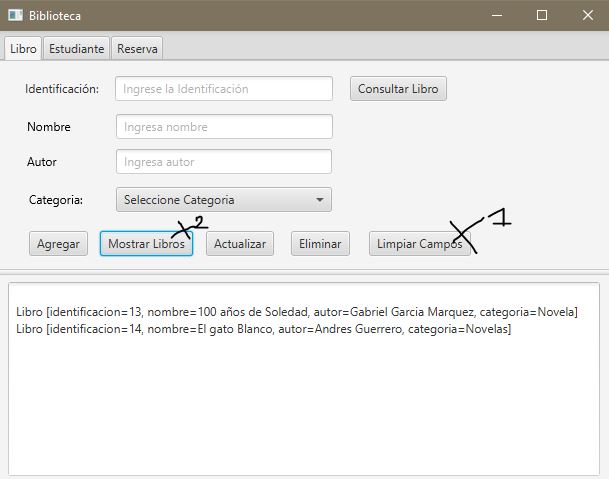 Biblioteca
Libro Estudiante Reserva
Identificación: Ingrese la Identificación Consultar Libro
Nombre Ingresa nombre
Autor Ingresa autor
Categoria: Seleccione Categoria
x2 x-1
Agregar Mostrar Libros Actualizar Eliminar Limpiar Campos
Libro [identificacion=13, nombre=100 años de Soledad, autor=Gabriel Garcia Marquez, categoria=Novela]
Libro [identificacion=14, nombre=El gato Blanco, autor=Andres Guerrero, categoria=Novelas]